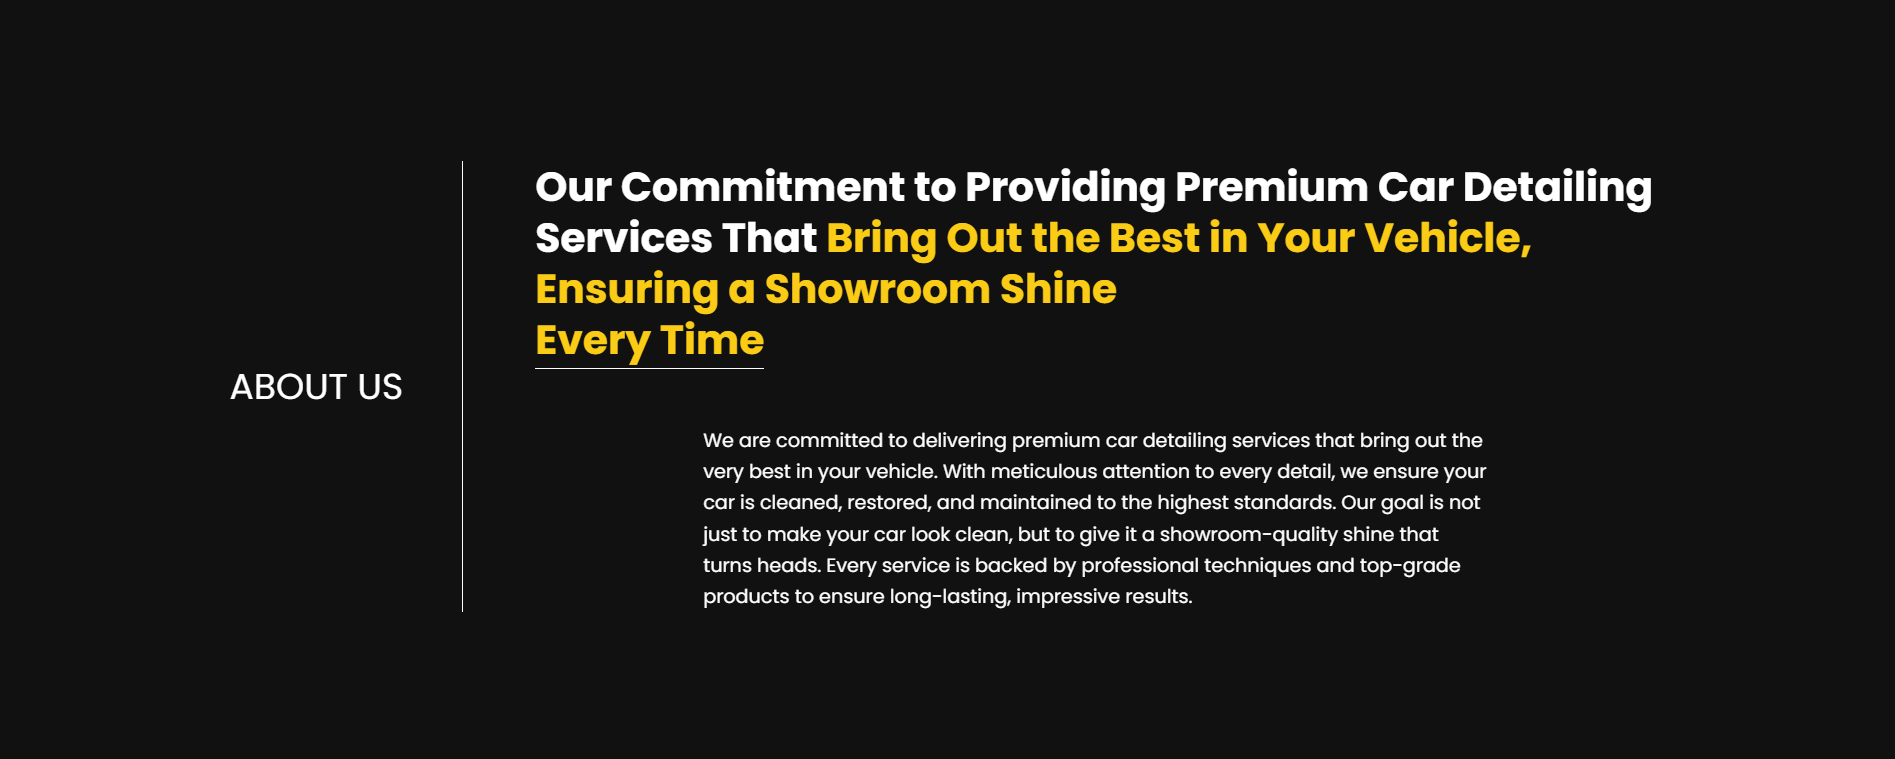 ABOUT US
Our Commitment to Providing Premium Car Detailing
Services That Bring Out the Best in Your Vehicle,
Ensuring a Showroom Shine
Every Time
We are committed to delivering premium car detailing services that bring out the
very best in your vehicle. With meticulous attention to every detail, we ensure your
car is cleaned, restored, and maintained to the highest standards. Our goal is not
just to make your car look clean, but to give it a showroom-quality shine that
turns heads. Every service is backed by professional techniques and top-grade
products to ensure long-lasting, impressive results.